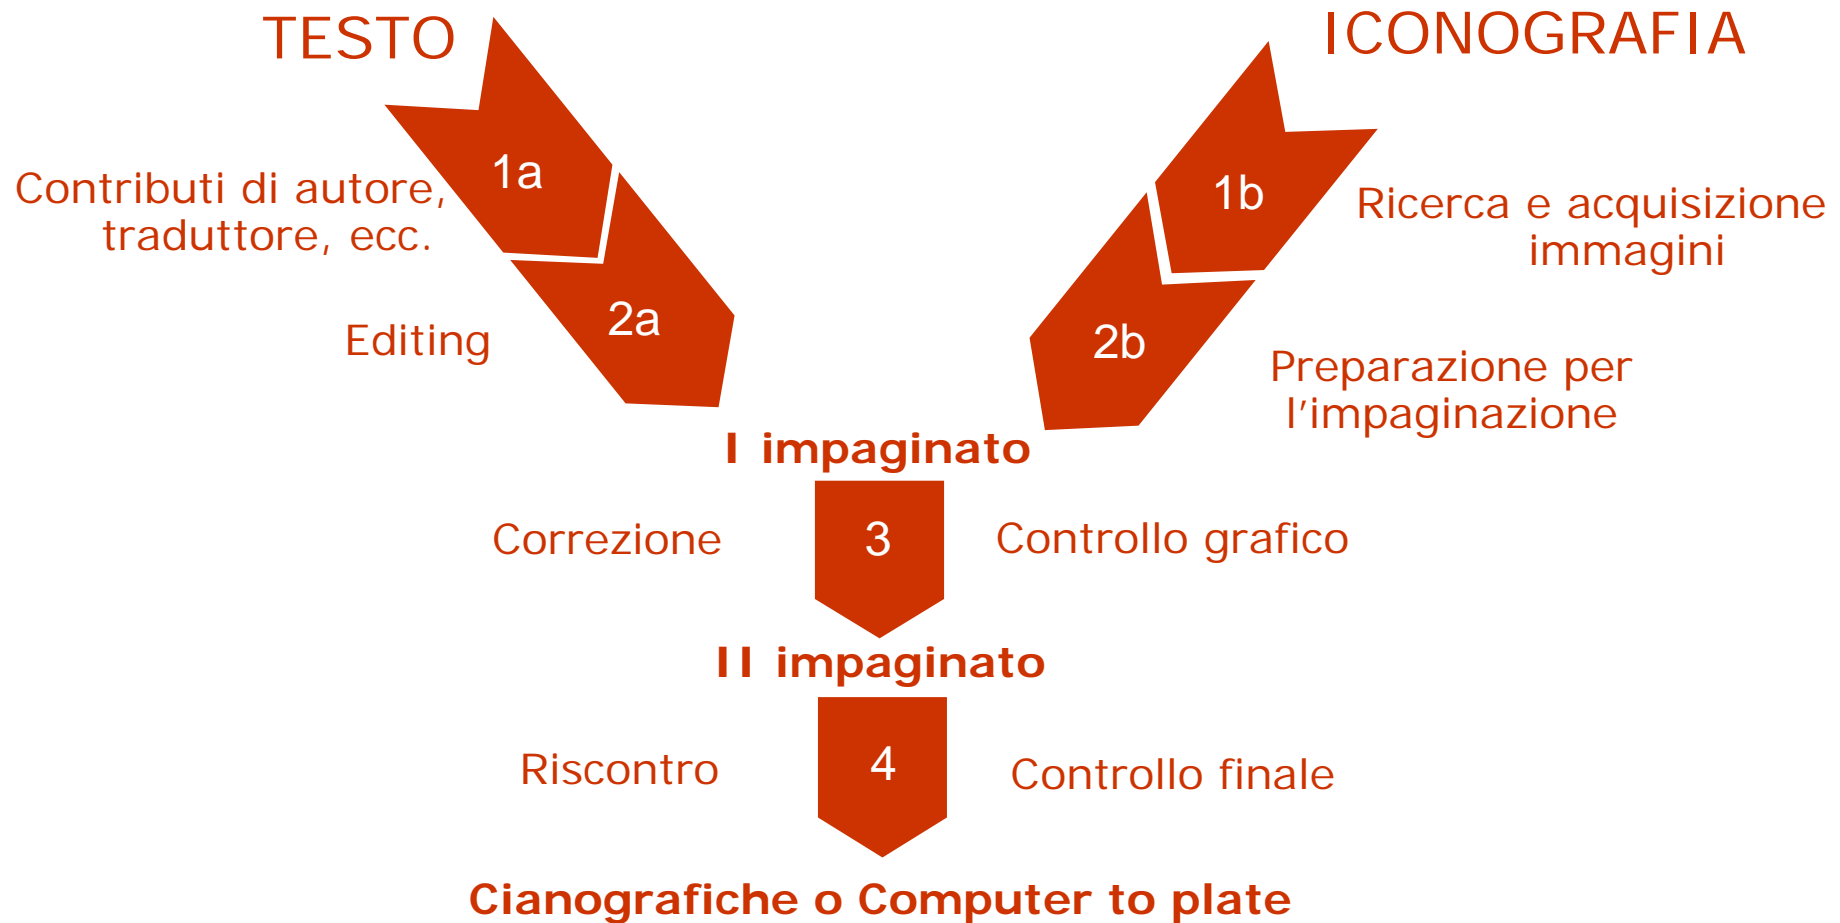 TESTO
ICONOGRAFIA
1a
Contributi di autore,
traduttore, ecc.
1b
Ricerca e acquisizione
immagini
2a
Editing
2b
Preparazione per
l'impaginazione
I impaginato
Correzione
3
Controllo grafico
II impaginato
Riscontro
4
Controllo finale
Cianografiche o Computer to plate